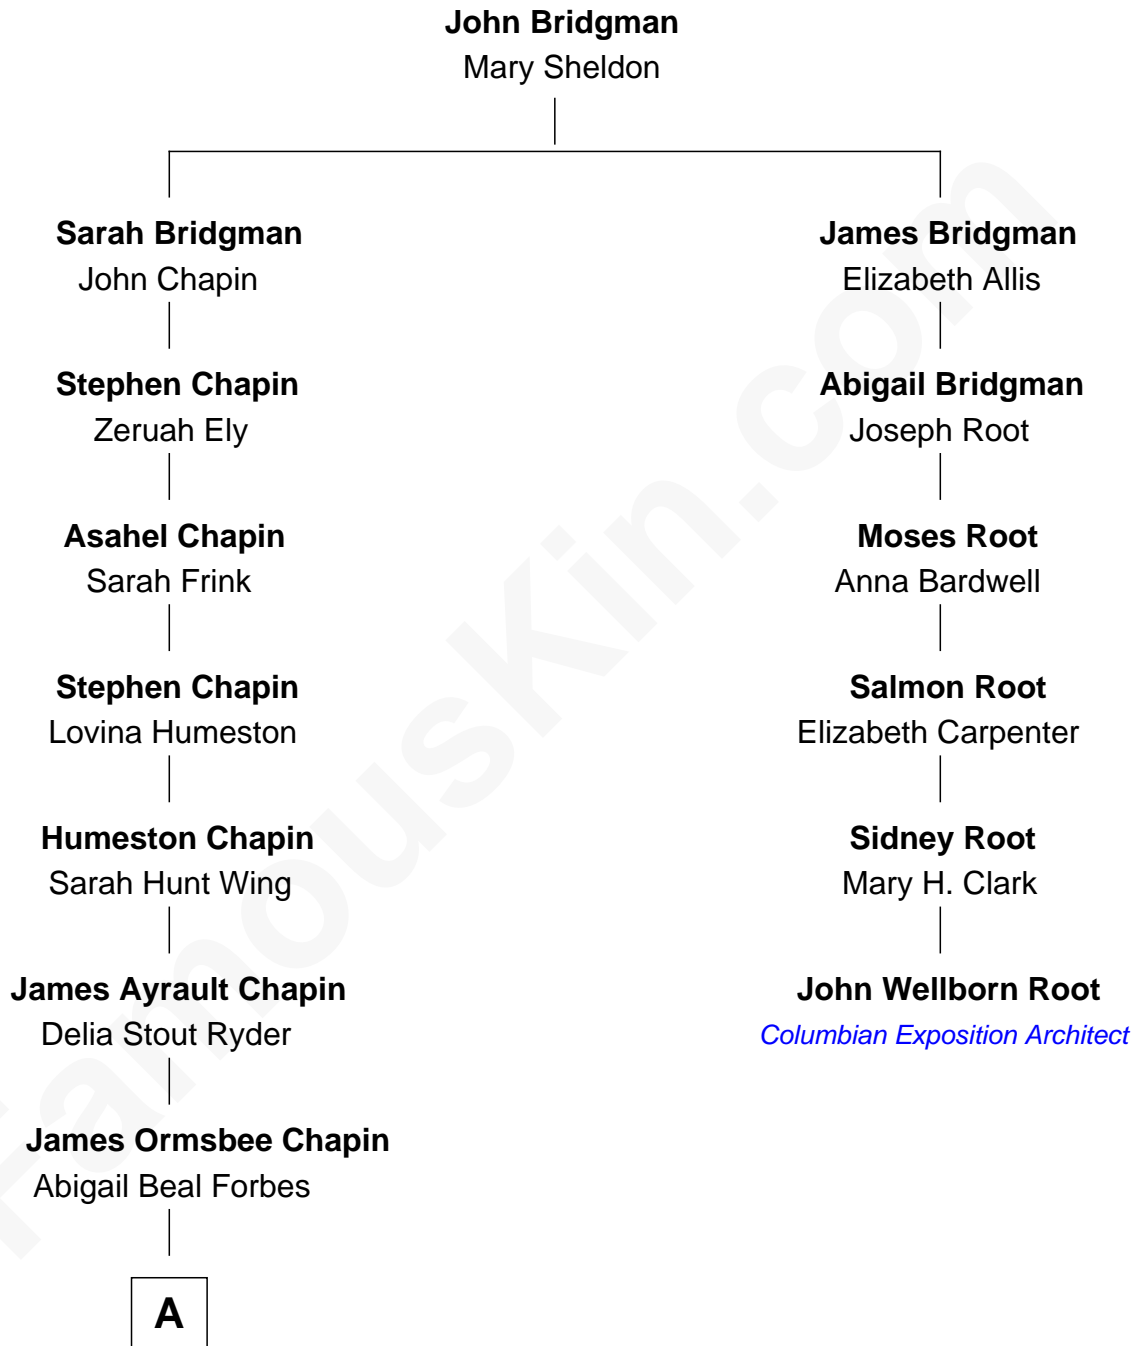 John Bridgman
Mary Sheldon
Sarah Bridgman
John Chapin
Stephen Chapin
Zeruah Ely
Asahel Chapin
Sarah Frink
Stephen Chapin
Lovina Humeston
Humeston Chapin
Sarah Hunt Wing
James Ayrault Chapin
Delia Stout Ryder
James Ormsbee Chapin
Abigail Beal Forbes
A
James Bridgman
Elizabeth Allis
Abigail Bridgman
Joseph Root
Moses Root
Anna Bardwell
Salmon Root
Elizabeth Carpenter
Sidney Root
Mary H. Clark
John Wellborn Root
Columbian Exposition Architect
FamousKin.com